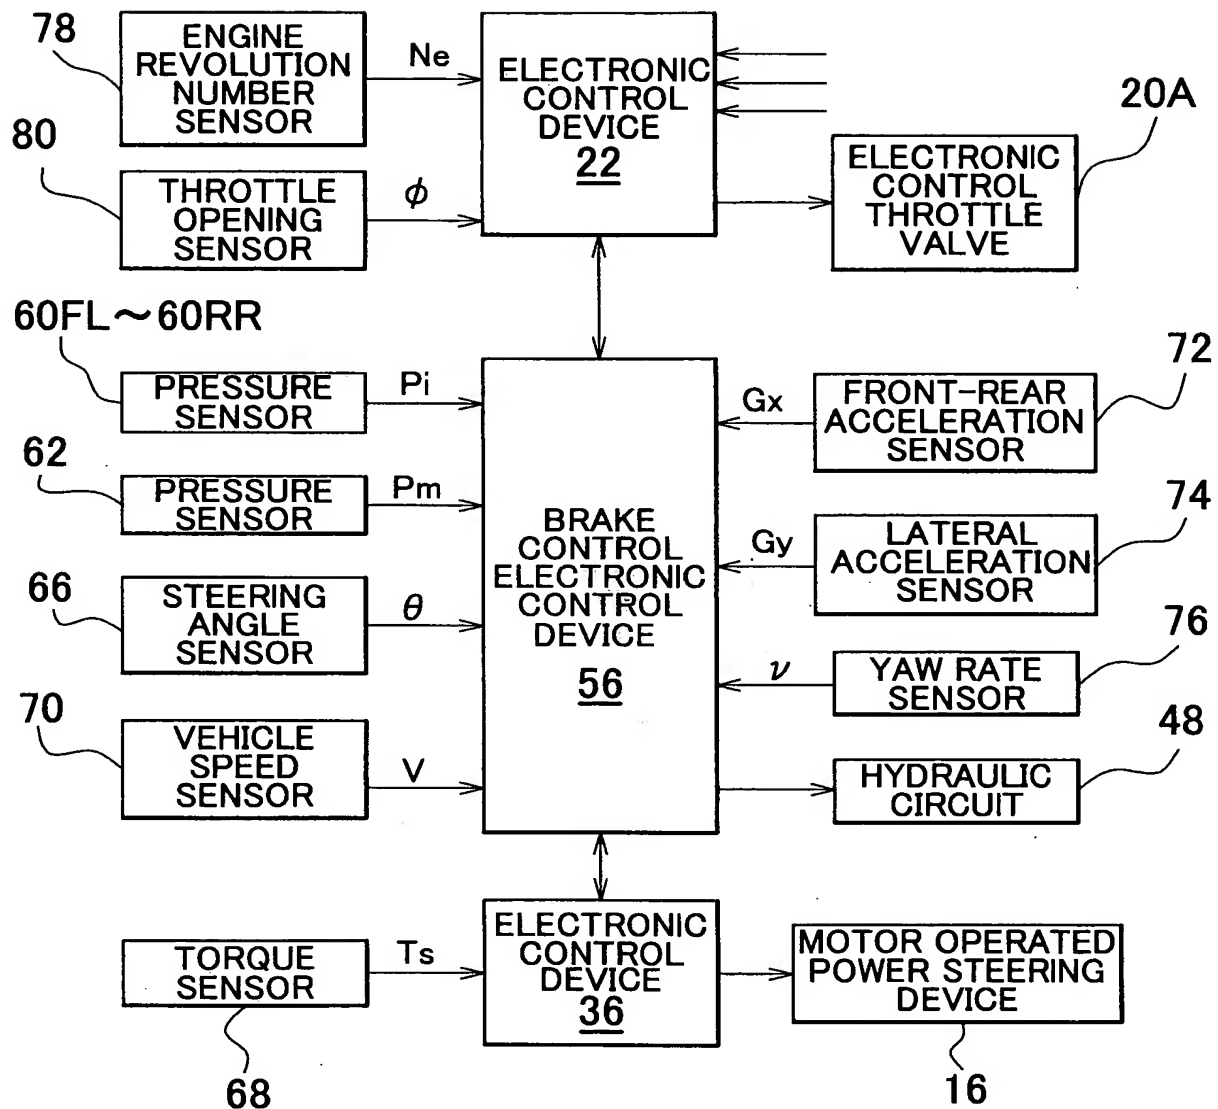 78
ENGINE
REVOLUTION
NUMBER
SENSOR
Ne
ELECTRONIC
CONTROL
DEVICE
22
20A
ELECTRONIC
CONTROL
THROTTLE
VALVE
80
THROTTLE
OPENING
SENSOR
φ
60FL～60RR
PRESSURE
SENSOR
Pi
62
PRESSURE
SENSOR
Pm
66
STEERING
ANGLE
SENSOR
θ
70
VEHICLE
SPEED
SENSOR
V
BRAKE
CONTROL
ELECTRONIC
CONTROL
DEVICE
56
Gx
FRONT-REAR
ACCELERATION
SENSOR
72
Gy
LATERAL
ACCELERATION
SENSOR
74
ν
YAW RATE
SENSOR
76
HYDRAULIC
CIRCUIT
48
TORQUE
SENSOR
68
Ts
ELECTRONIC
CONTROL
DEVICE
36
MOTOR OPERATED
POWER STEERING
DEVICE
16